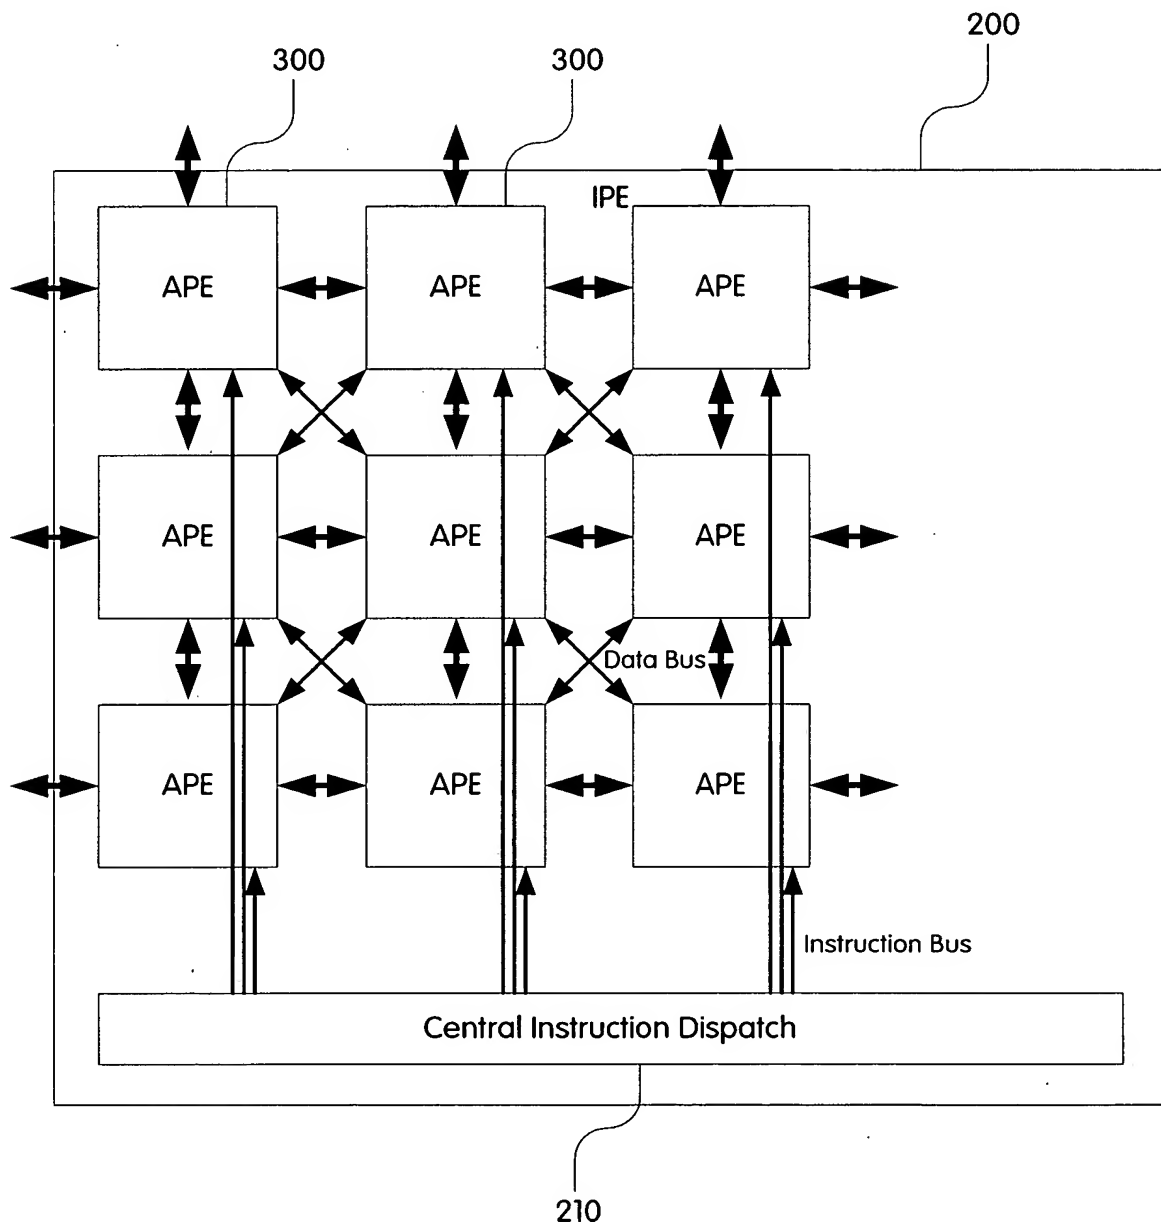 200
300
300
IPE
APE
APE
APE
APE
APE
APE
Data Bus
APE
APE
APE
Instruction Bus
Central Instruction Dispatch
210